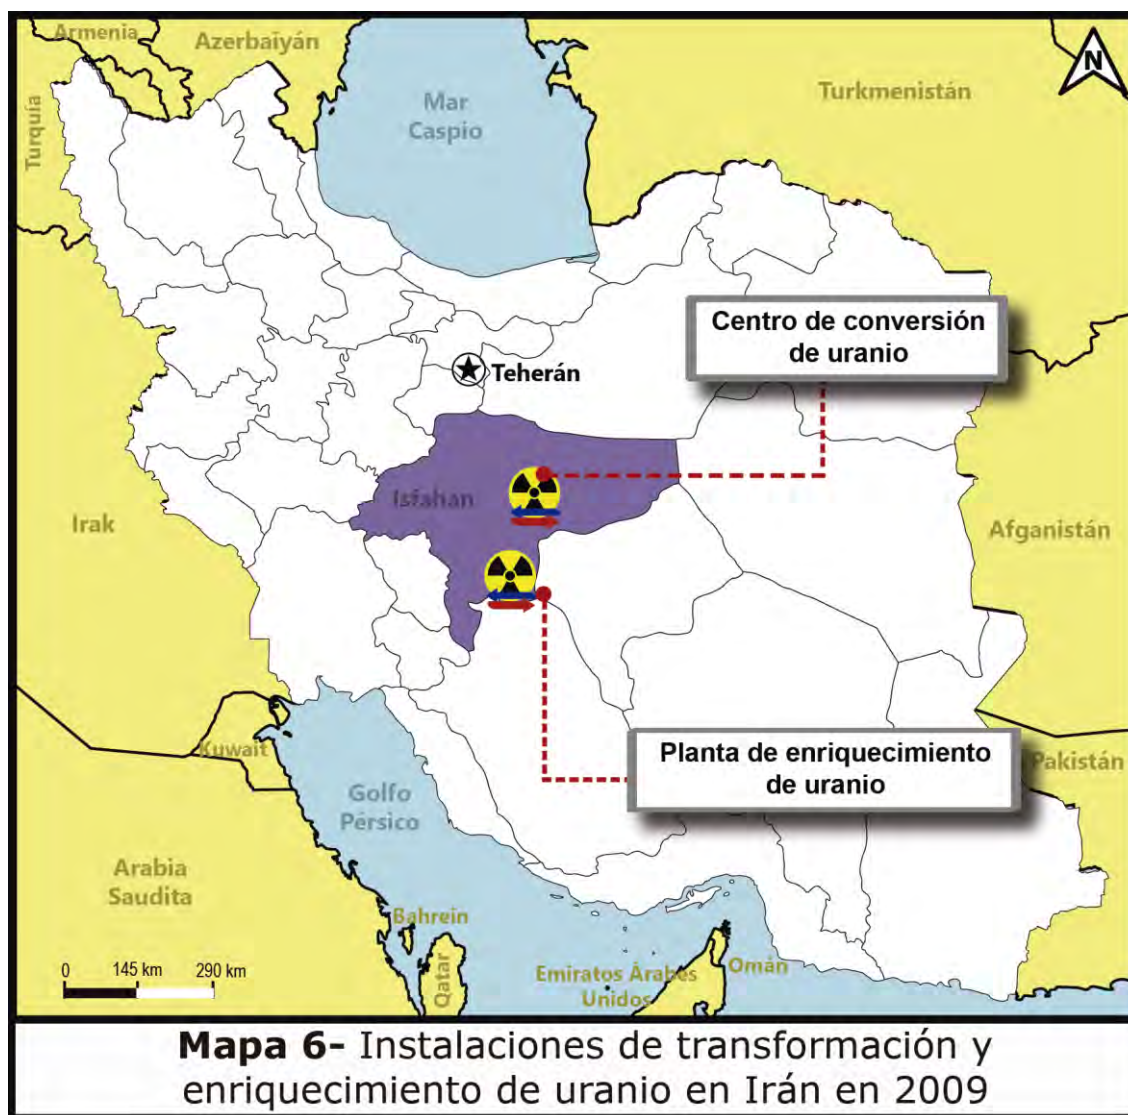 Armenia
Azerbaiyán
Turquía
Mar
Caspio
Turkmenistán
N
Centro de conversión
de uranio
Teherán
Isfahan
Irak
Afganistán
Planta de enriquecimiento
de uranio
Kuwait
Pakistán
Golfo
Pérsico
Arabia
Saudita
Bahrein
Qatar
Emiratos Árabes
Unidos
Omán
0 145 km 290 km
Mapa 6- Instalaciones de transformación y
enriquecimiento de uranio en Irán en 2009